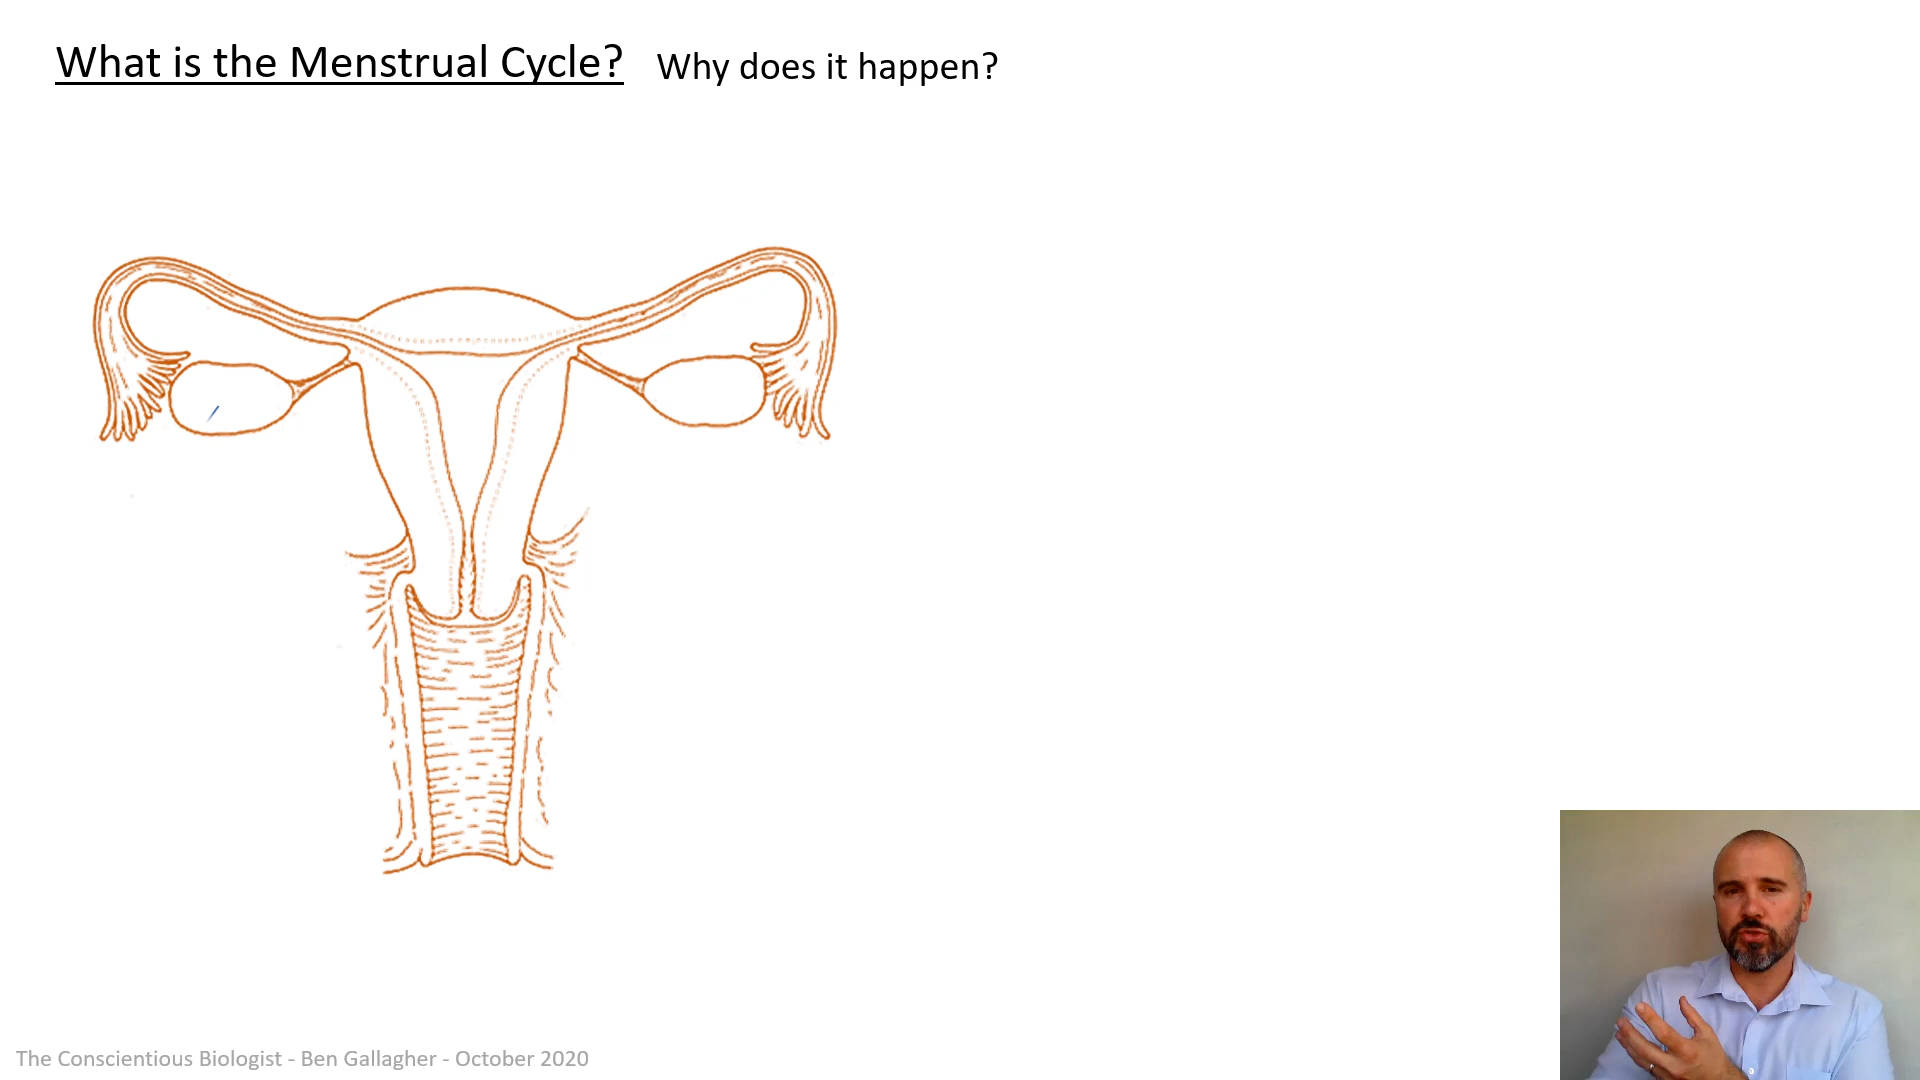 What is the Menstrual Cycle? Why does it happen?
The Conscientious Biologist - Ben Gallagher - October 2020